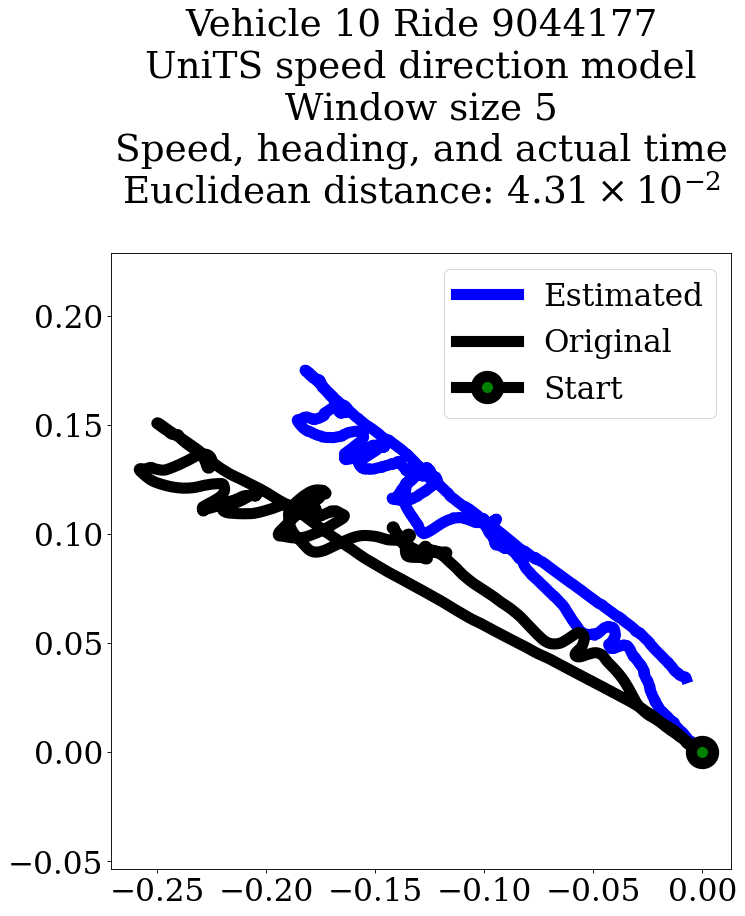 Vehicle 10 Ride 9044177
UniTS speed direction model
Window size 5
Speed, heading, and actual time
Euclidean distance: 4.31 × 10⁻²
Estimated
Original
Start
0.20
0.15
0.10
0.05
0.00
−0.05
−0.25 −0.20 −0.15 −0.10 −0.05 0.00